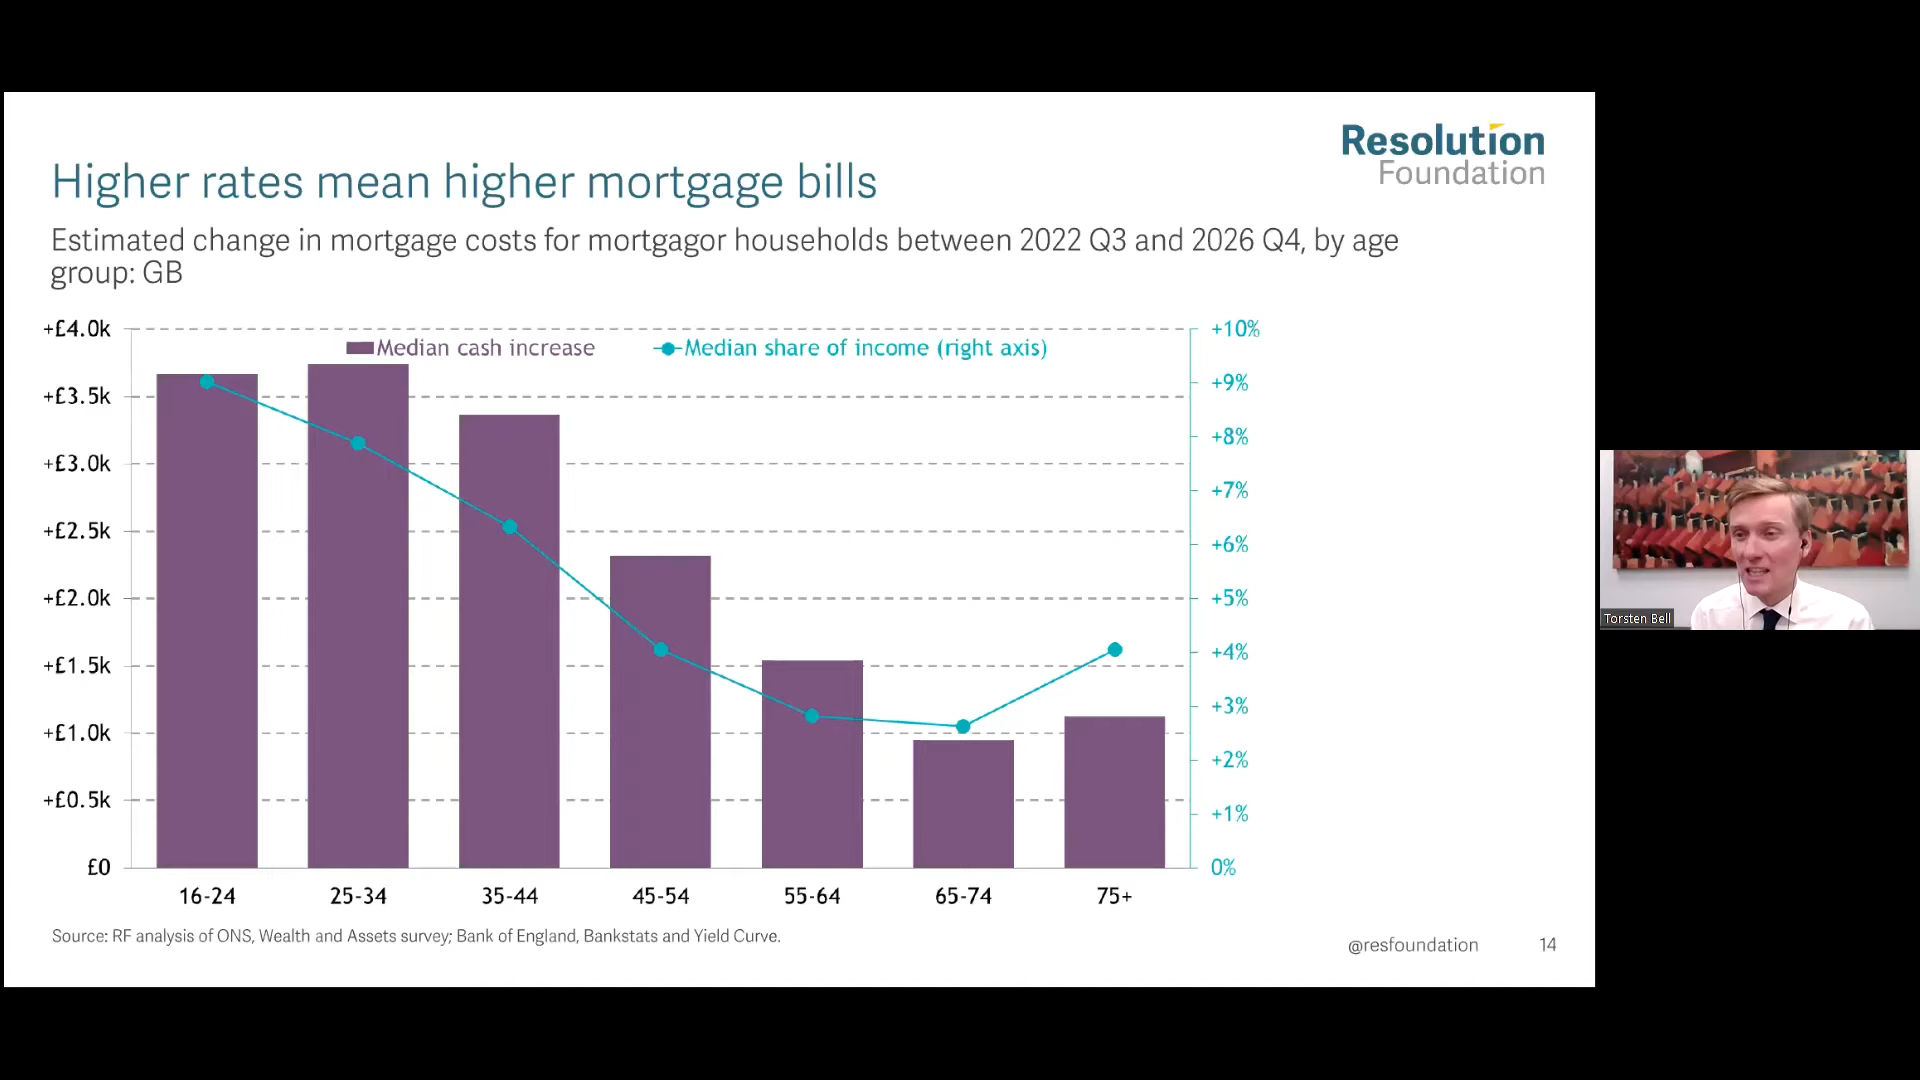 Resolution
Foundation
Higher rates mean higher mortgage bills
Estimated change in mortgage costs for mortgagor households between 2022 Q3 and 2026 Q4, by age
group: GB
+£4.0k
+£3.5k
+£3.0k
+£2.5k
+£2.0k
+£1.5k
+£1.0k
+£0.5k
£0
Median cash increase
Median share of income (right axis)
+10%
+9%
+8%
+7%
+6%
+5%
+4%
+3%
+2%
+1%
0%
16-24 25-34 35-44 45-54 55-64 65-74 75+
Source: RF analysis of ONS, Wealth and Assets survey; Bank of England, Bankstats and Yield Curve.
@resfoundation 14
Torsten Bell